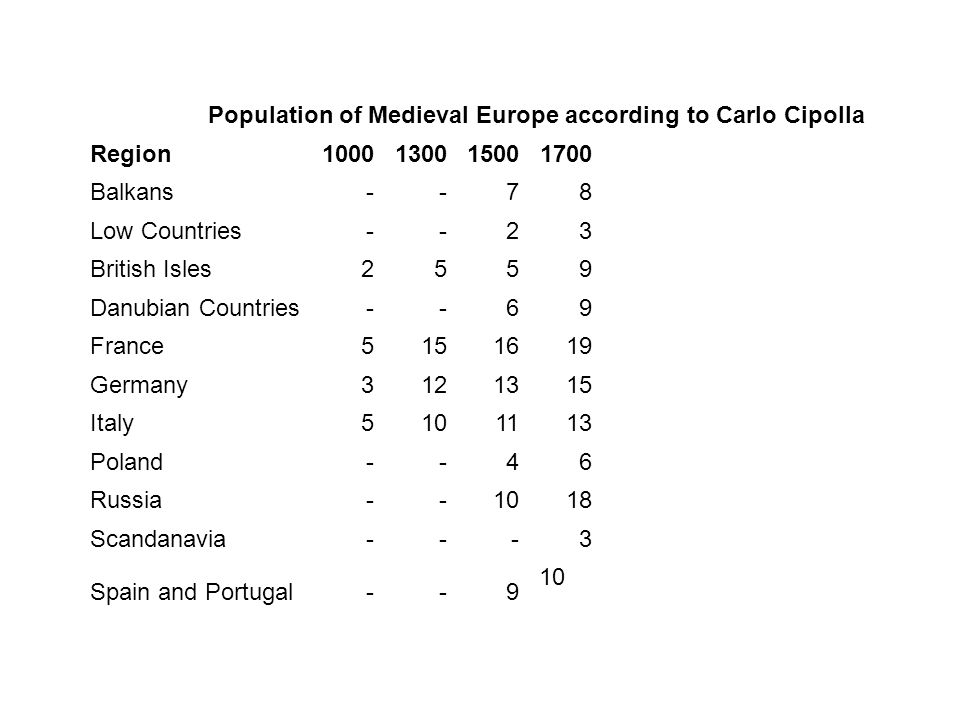 Population of Medieval Europe according to Carlo Cipolla
Region 1000 1300 1500 1700
Balkans - - 7 8
Low Countries - - 2 3
British Isles 2 5 5 9
Danubian Countries - - 6 9
France 5 15 16 19
Germany 3 12 13 15
Italy 5 10 11 13
Poland - - 4 6
Russia - - 10 18
Scandanavia - - - 3
Spain and Portugal - - 9 10